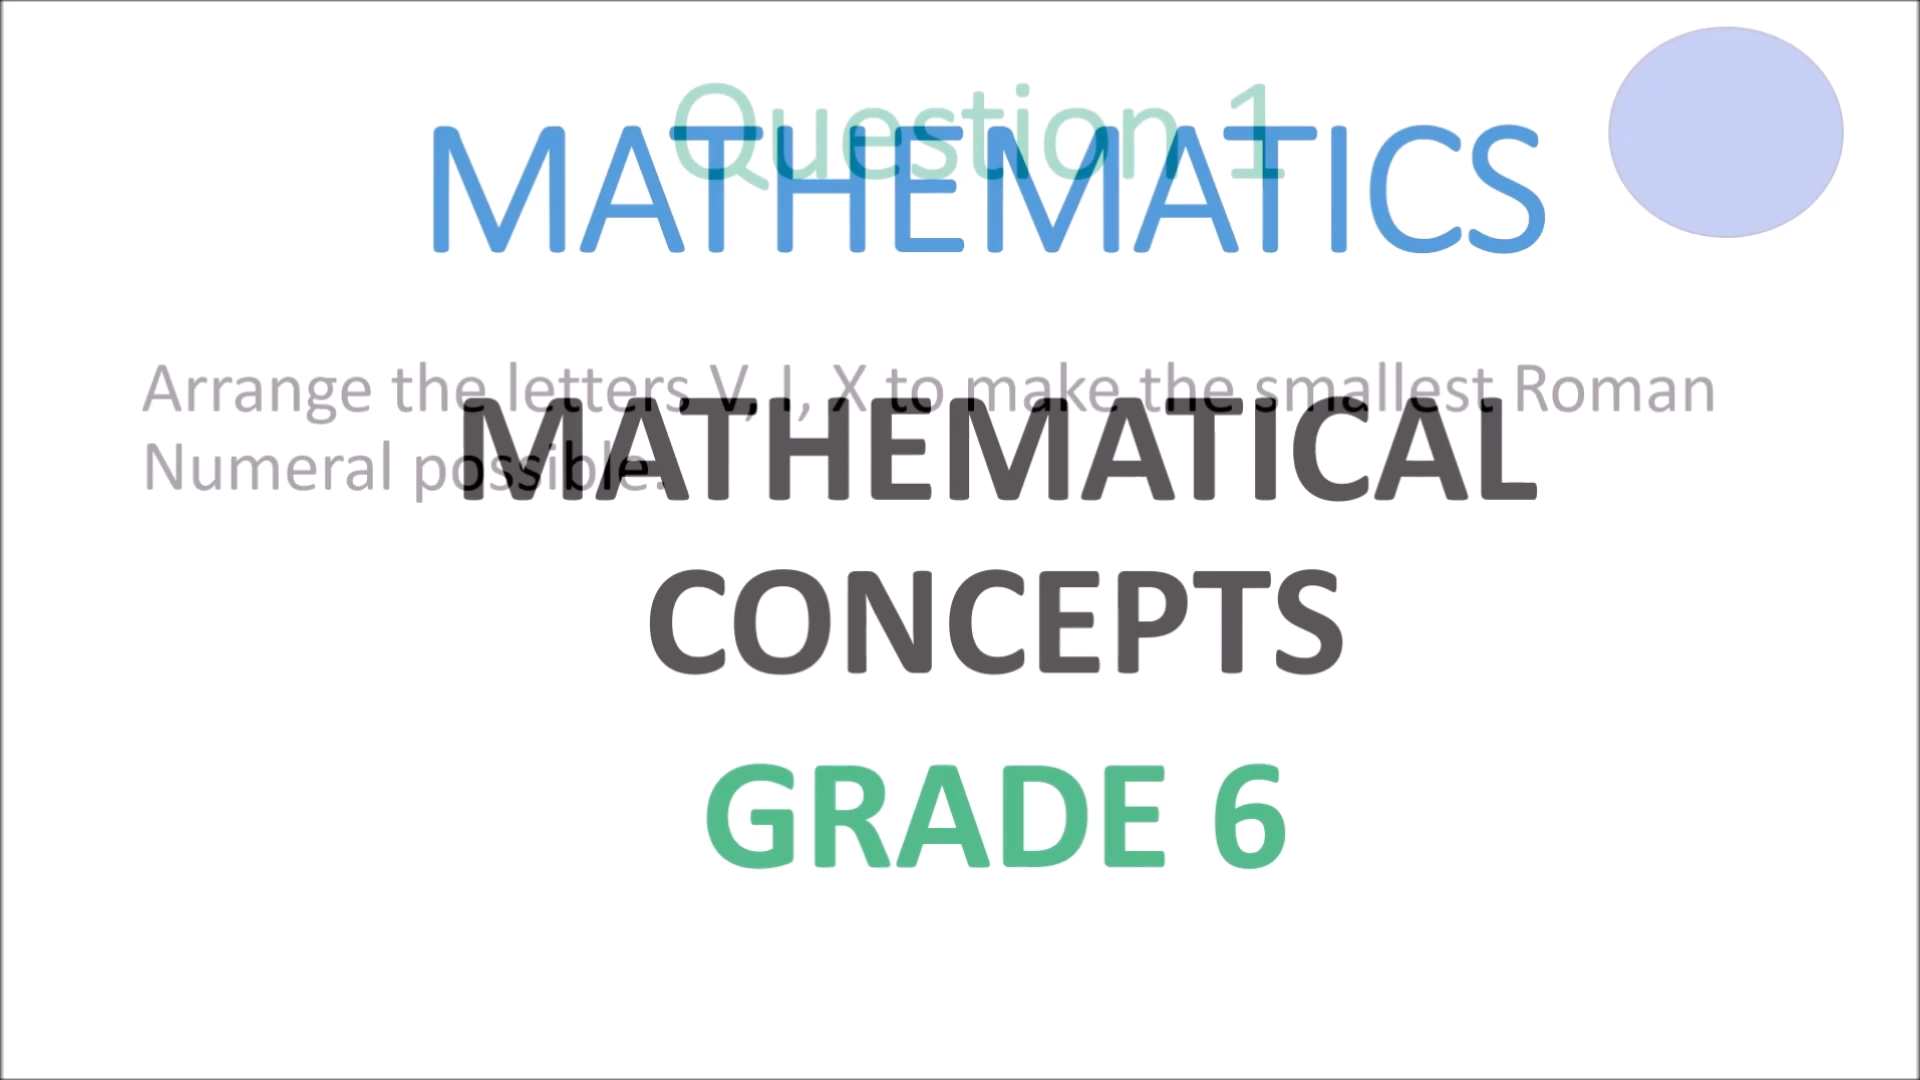 Question 1
MATHEMATICS
Arrange the letters V, I, X to make the smallest Roman
Numeral possible.
MATHEMATICAL
CONCEPTS
GRADE 6